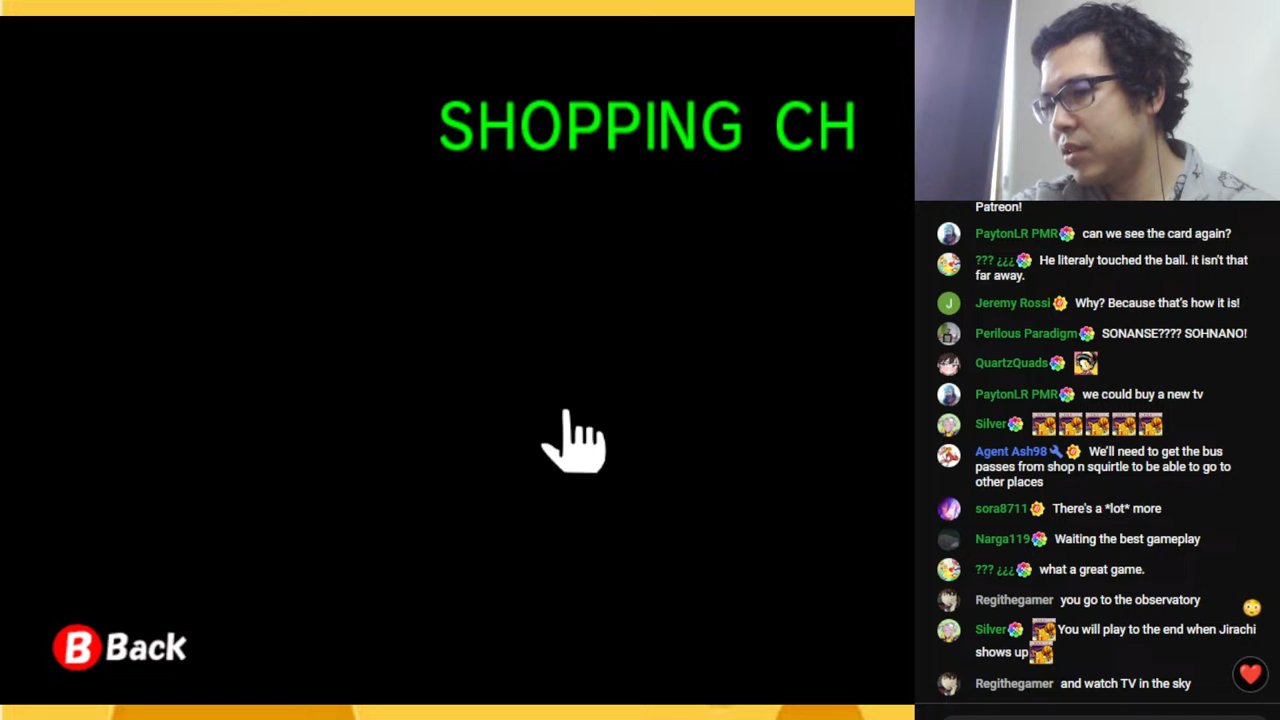 SHOPPING CH
B Back
Patreon!
PaytonLR PMR can we see the card again?
??? ¿¿¿ He literaly touched the ball. it isn't that
far away.
J
Jeremy Rossi Why? Because that's how it is!
Perilous Paradigm SONANSE???? SOHNANO!
QuartzQuads
PaytonLR PMR we could buy a new tv
Silver
Agent Ash98 We'll need to get the bus
passes from shop n squirtle to be able to go to
other places
sora8711 There's a *lot* more
Narga119 Waiting the best gameplay
??? ¿¿¿ what a great game.
Regithegamer you go to the observatory
Silver You will play to the end when Jirachi
shows up
Regithegamer and watch TV in the sky